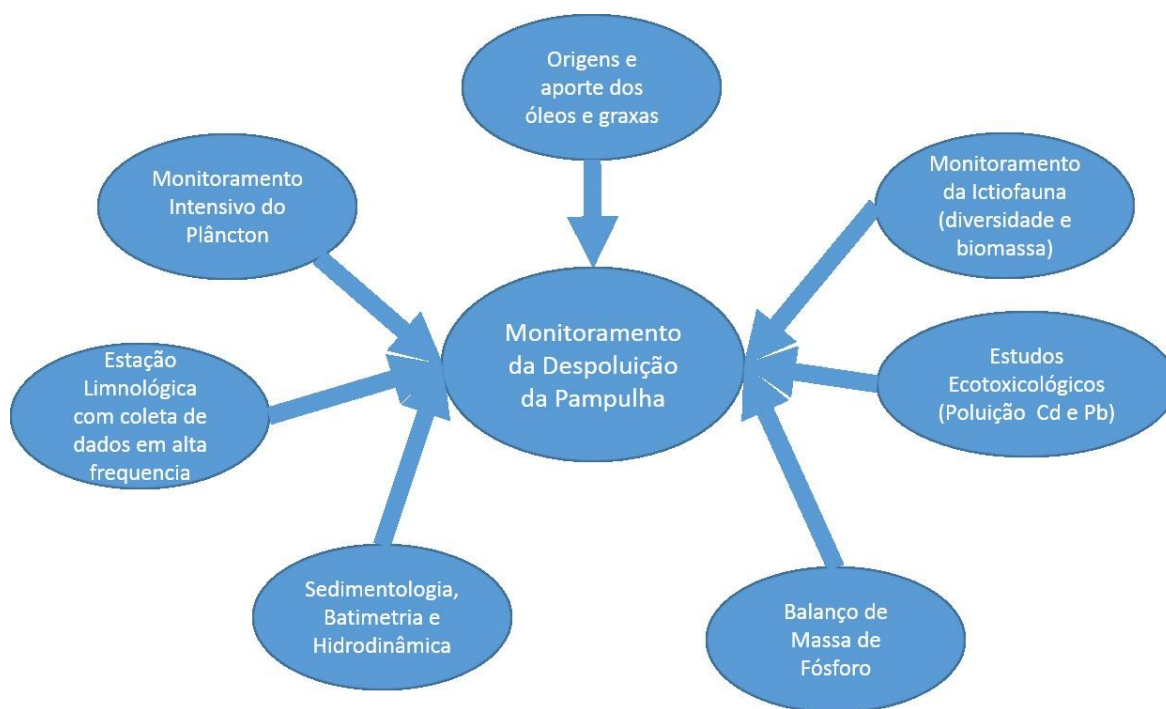 Origens e
aporte dos
óleos e graxas
Monitoramento
Intensivo do
Plâncton
Monitoramento
da Ictiofauna
(diversidade e
biomassa)
Monitoramento
da Despoluição
da Pampulha
Estação
Limnológica
com coleta de
dados em alta
frequencia
Estudos
Ecotoxicológicos
(Poluição Cd e Pb)
Sedimentologia,
Batimetria e
Hidrodinâmica
Balanço de
Massa de
Fósforo